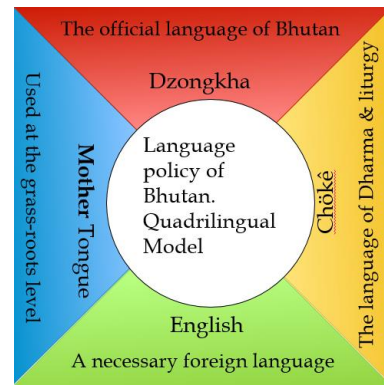 The official language of Bhutan
Dzongkha
Used at the grass-roots level
Mother Tongue
Language
policy of
Bhutan.
Quadrilingual
Model
Chökê
The language of Dharma & liturgy
English
A necessary foreign language